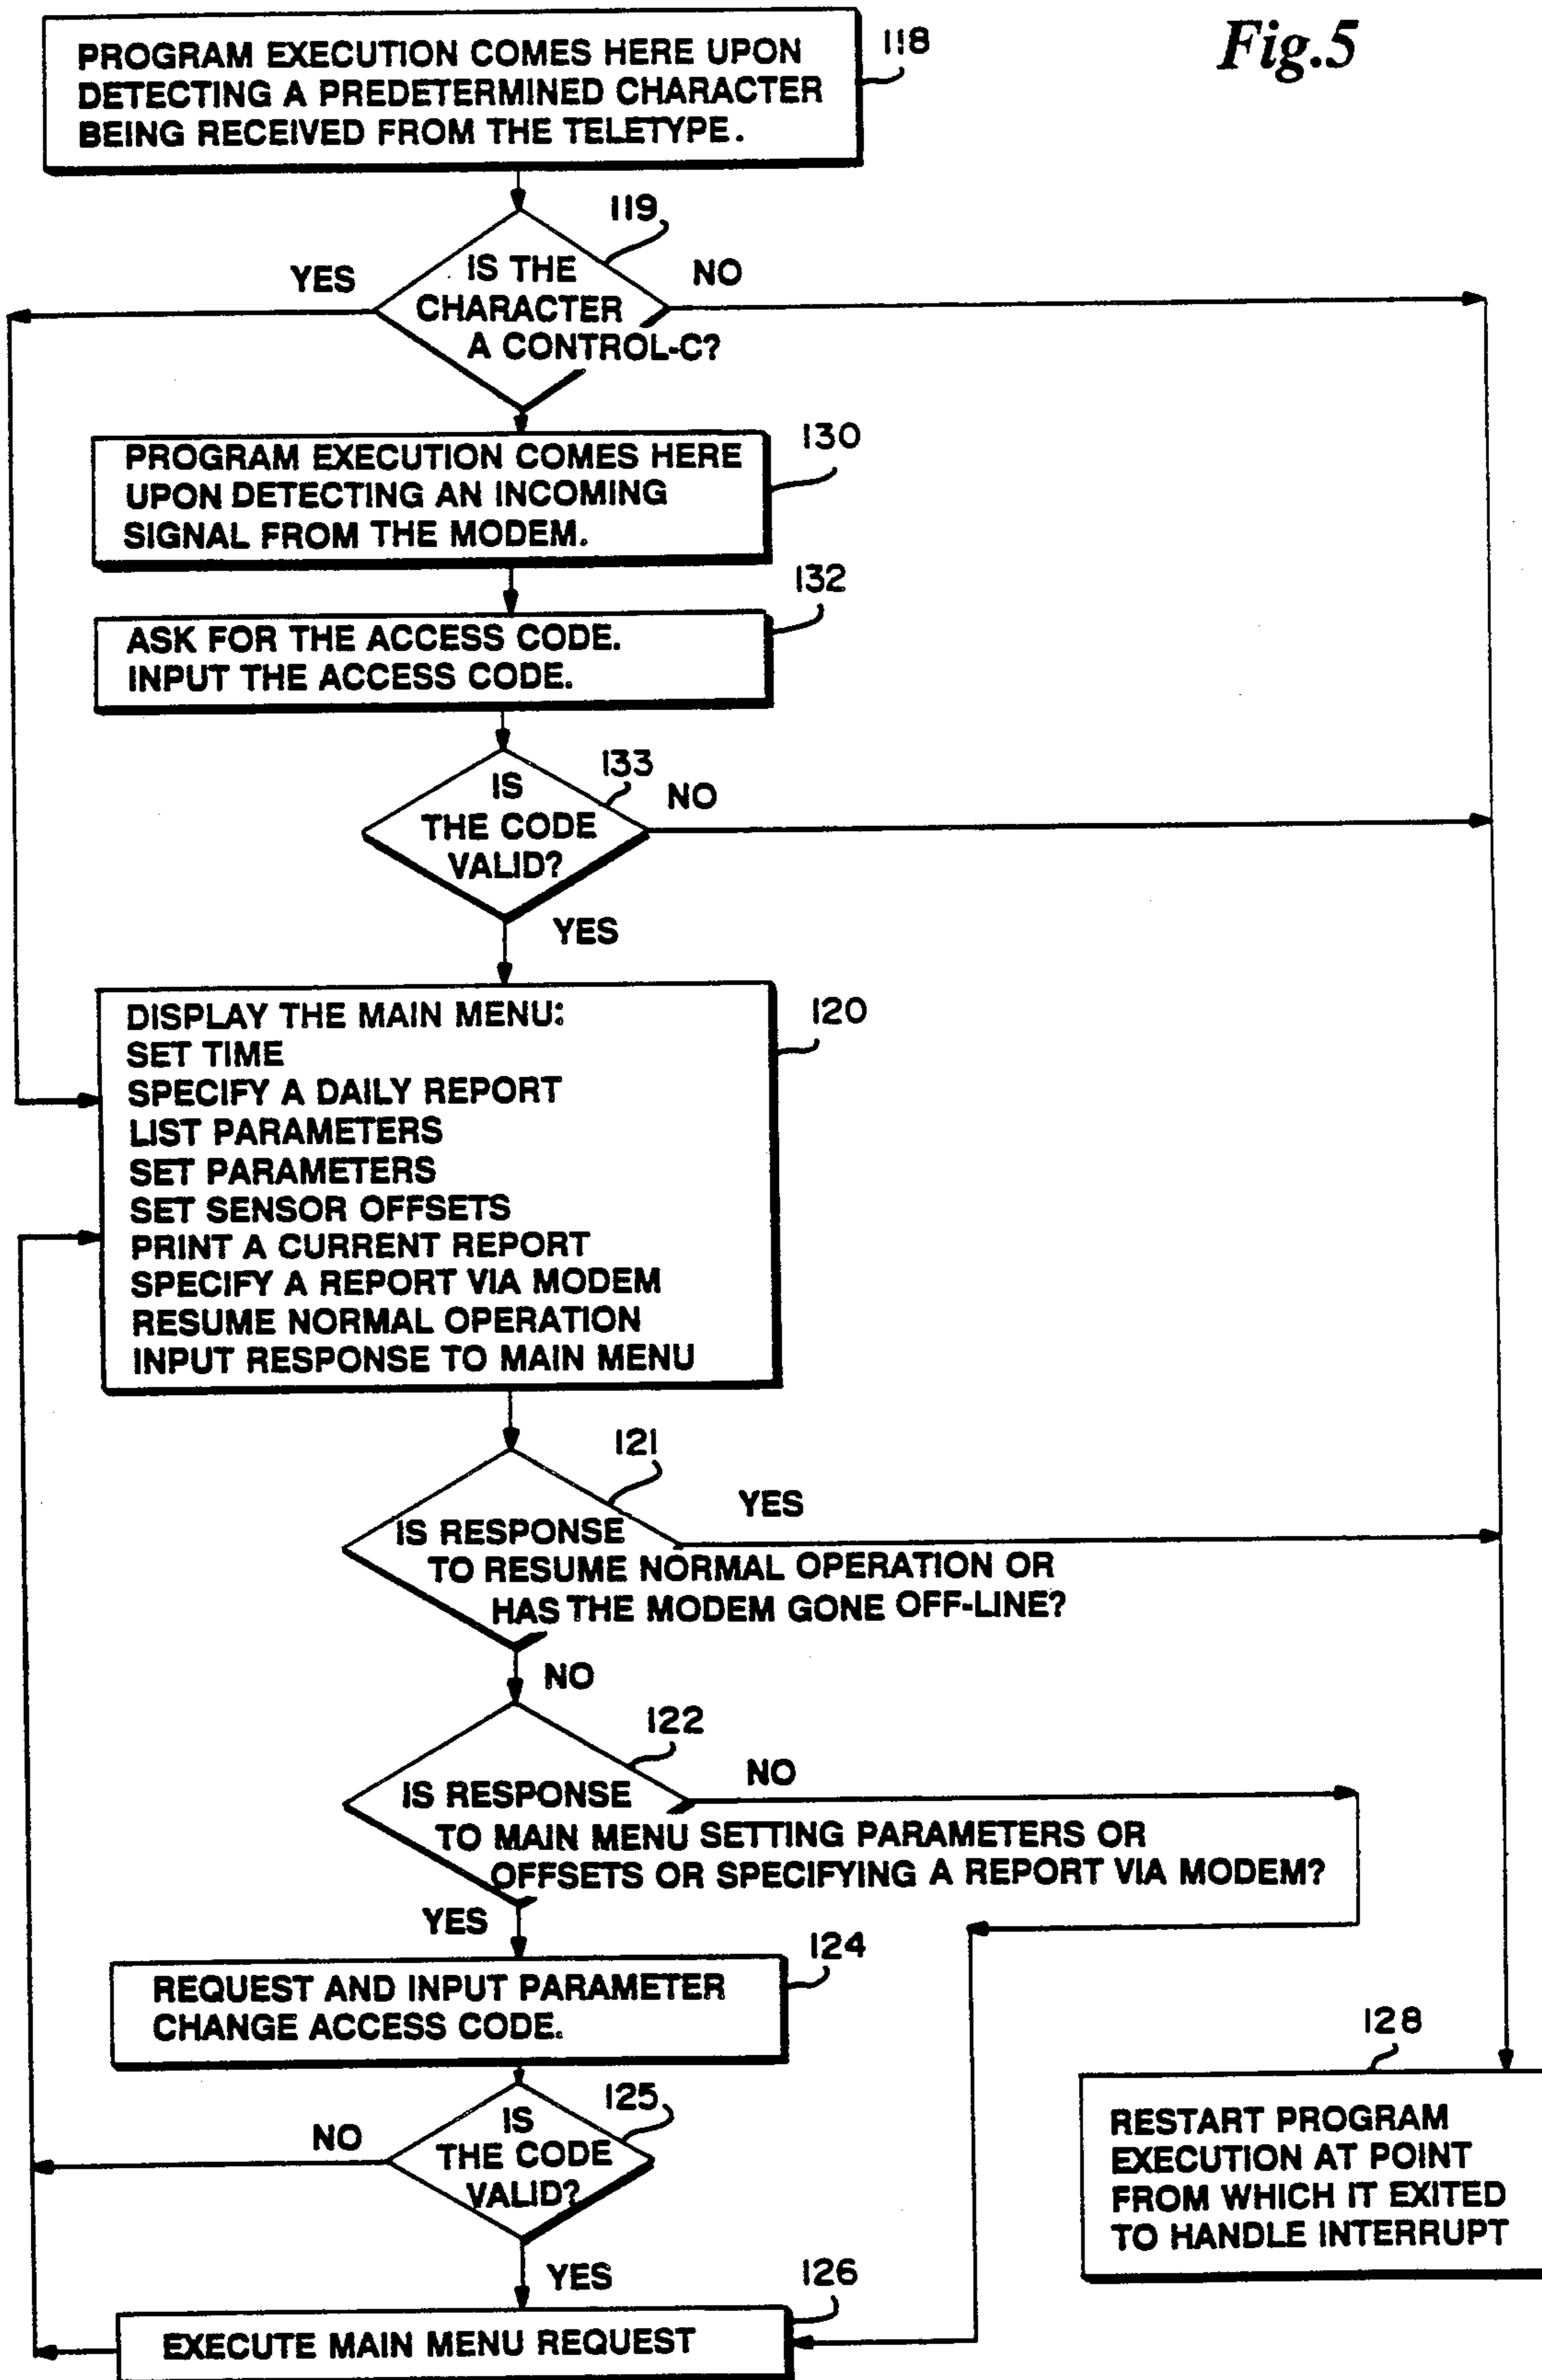 Fig.5
PROGRAM EXECUTION COMES HERE UPON
DETECTING A PREDETERMINED CHARACTER
BEING RECEIVED FROM THE TELETYPE.
118
119
YES
NO
IS THE
CHARACTER
A CONTROL-C?
130
PROGRAM EXECUTION COMES HERE
UPON DETECTING AN INCOMING
SIGNAL FROM THE MODEM.
132
ASK FOR THE ACCESS CODE.
INPUT THE ACCESS CODE.
133
IS
THE CODE
VALID?
NO
YES
120
DISPLAY THE MAIN MENU:
SET TIME
SPECIFY A DAILY REPORT
LIST PARAMETERS
SET PARAMETERS
SET SENSOR OFFSETS
PRINT A CURRENT REPORT
SPECIFY A REPORT VIA MODEM
RESUME NORMAL OPERATION
INPUT RESPONSE TO MAIN MENU
121
YES
IS RESPONSE
TO RESUME NORMAL OPERATION OR
HAS THE MODEM GONE OFF-LINE?
NO
122
NO
IS RESPONSE
TO MAIN MENU SETTING PARAMETERS OR
OFFSETS OR SPECIFYING A REPORT VIA MODEM?
YES
124
REQUEST AND INPUT PARAMETER
CHANGE ACCESS CODE.
125
IS
THE CODE
VALID?
NO
YES
126
EXECUTE MAIN MENU REQUEST
128
RESTART PROGRAM
EXECUTION AT POINT
FROM WHICH IT EXITED
TO HANDLE INTERRUPT